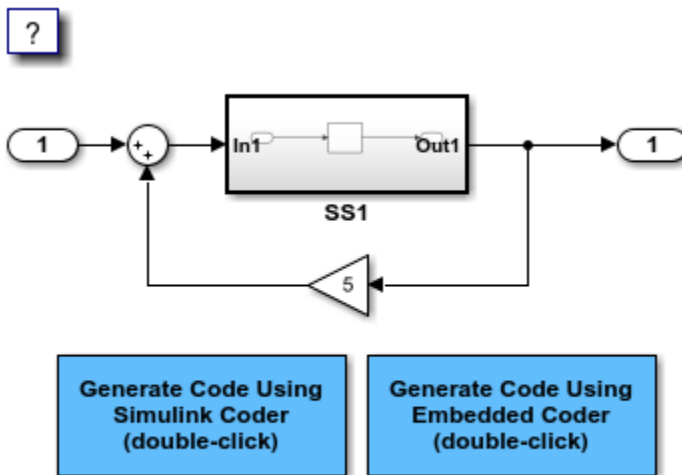 ?
1
+
+
In1
Out1
1
SS1
5
Generate Code Using
Simulink Coder
(double-click)
Generate Code Using
Embedded Coder
(double-click)